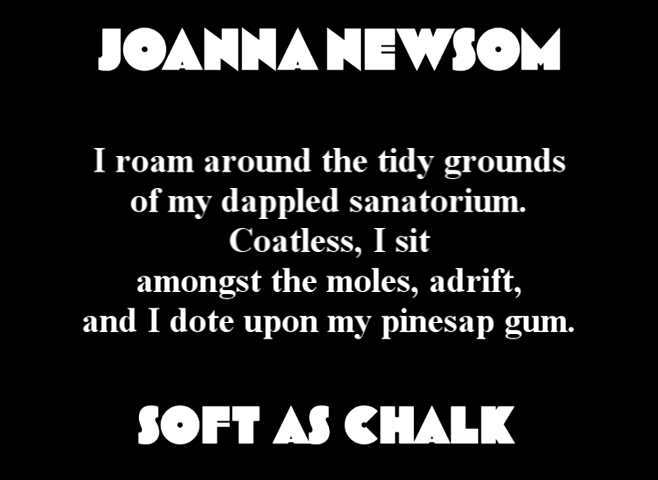 JOANNA NEWSOM
I roam around the tidy grounds
of my dappled sanatorium.
Coatless, I sit
amongst the moles, adrift,
and I dote upon my pinesap gum.
SOFT AS CHALK